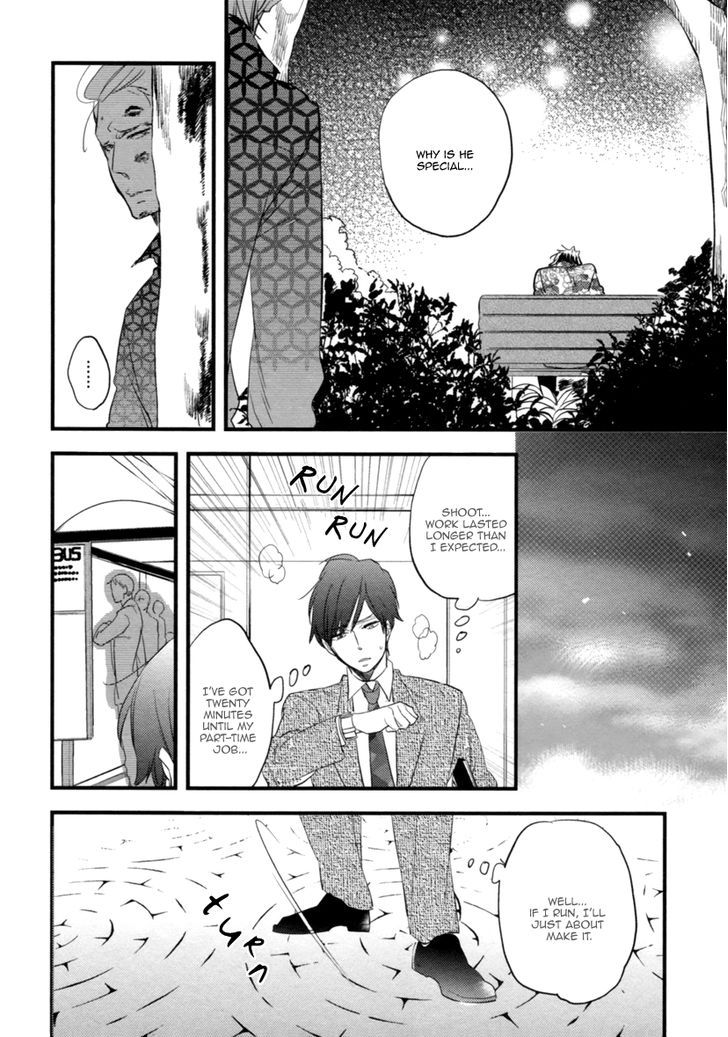 WHY IS HE
SPECIAL...
......
RUN
RUN
SHOOT...
WORK LASTED
LONGER THAN
I EXPECTED...
I'VE GOT
TWENTY
MINUTES
UNTIL MY
PART-TIME
JOB...
BUS
WELL...
IF I RUN, I'LL
JUST ABOUT
MAKE IT.
turn